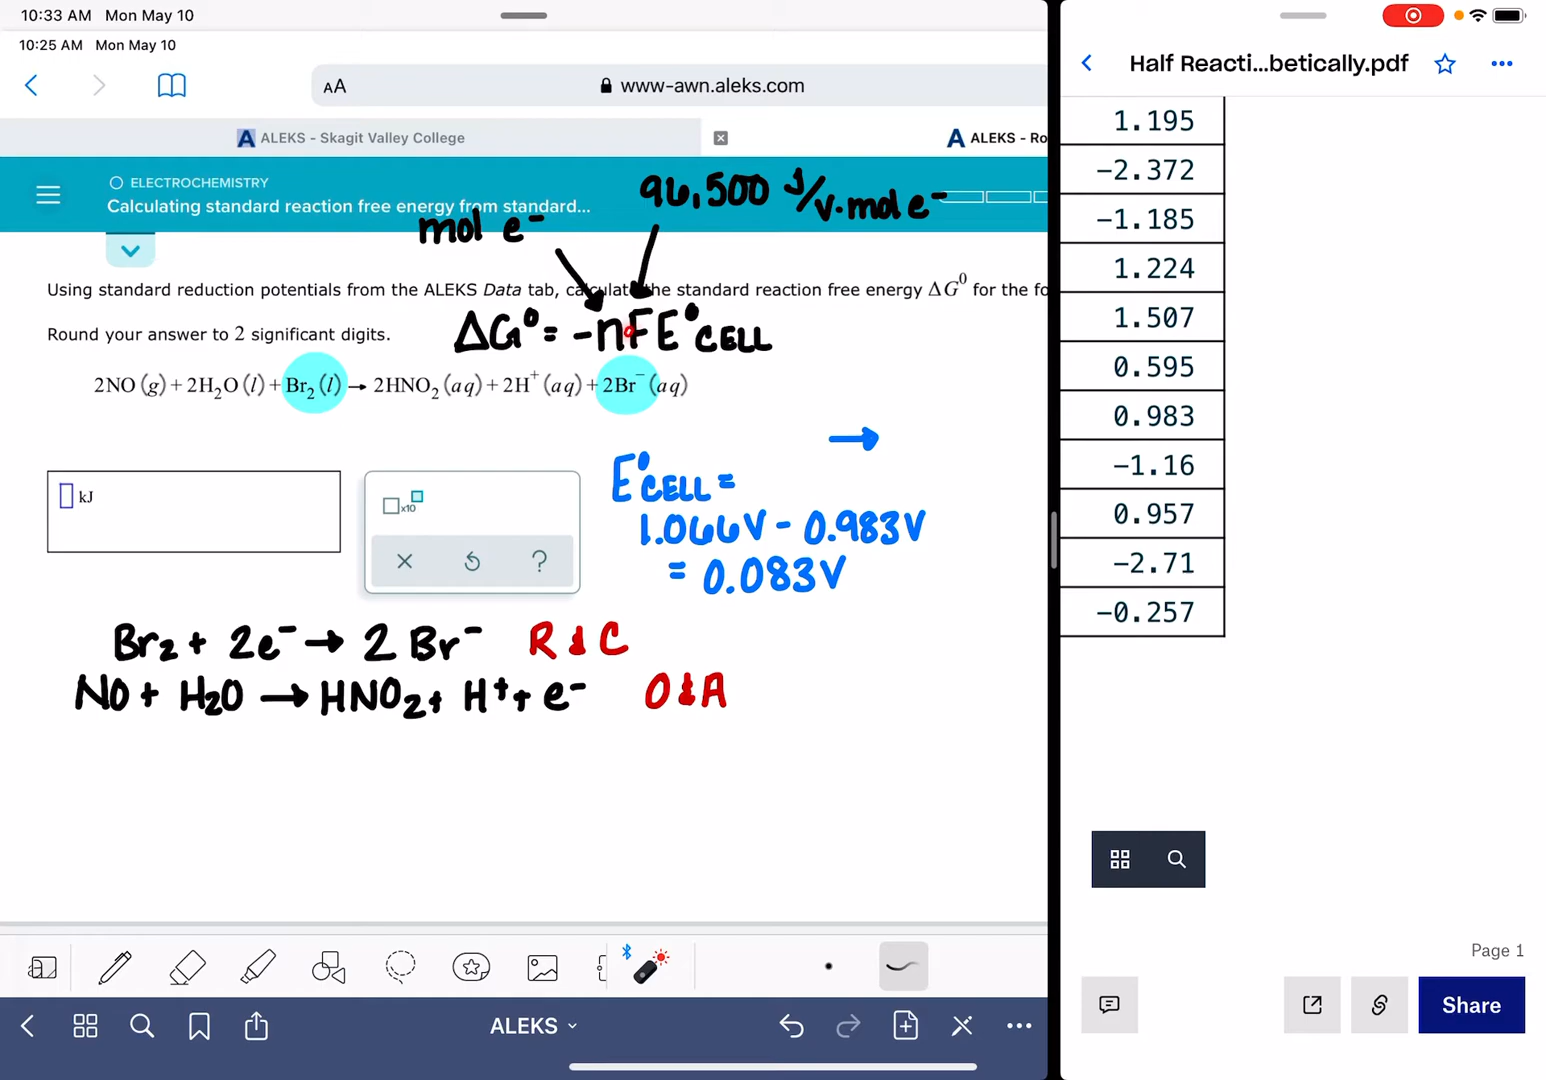 10:33 AM Mon May 10
10:25 AM Mon May 10
AA
www-awn.aleks.com
A ALEKS - Skagit Valley College
A ALEKS - Ro
ELECTROCHEMISTRY
Calculating standard reaction free energy from standard...
96,500 J/V·mol e⁻
mol e⁻
Using standard reduction potentials from the ALEKS Data tab, calculate the standard reaction free energy ΔG⁰ for the fo
Round your answer to 2 significant digits.
ΔG° = -nFE°CELL
2NO (g) + 2H₂O (l) + Br₂ (l) → 2HNO₂ (aq) + 2H⁺ (aq) + 2Br⁻ (aq)
→
kJ
x10
E°CELL =
1.066V - 0.983V
= 0.083V
× ?
Br₂ + 2e⁻ → 2 Br⁻ R & C
NO + H₂O → HNO₂ + H⁺ + e⁻ O & A
ALEKS
Half Reacti...betically.pdf
1.195
-2.372
-1.185
1.224
1.507
0.595
0.983
-1.16
0.957
-2.71
-0.257
Page 1
Share